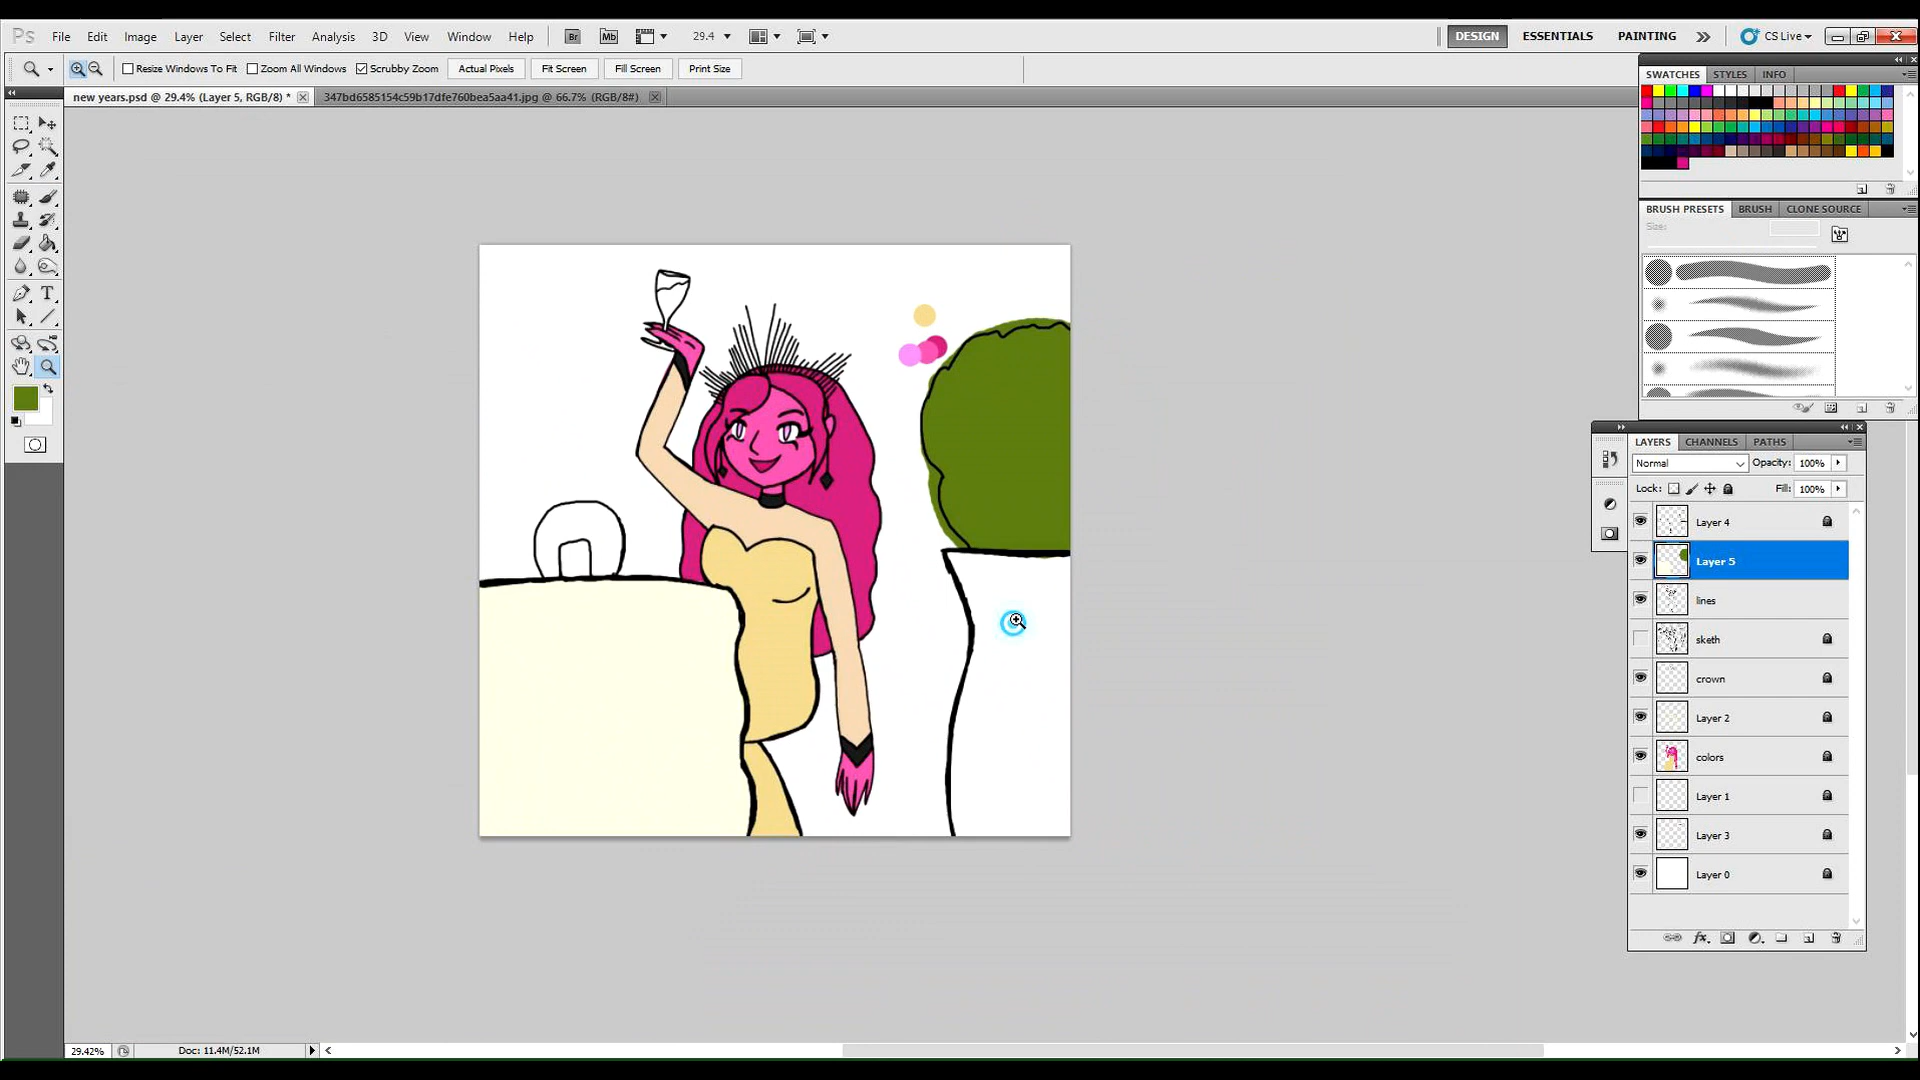 Ps File Edit Image Layer Select Filter Analysis 3D View Window Help Br Mb 29.4 DESIGN ESSENTIALS PAINTING CS Live
Resize Windows To Fit Zoom All Windows Scrubby Zoom Actual Pixels Fit Screen Fill Screen Print Size
SWATCHES STYLES INFO
new years.psd @ 29.4% (Layer 5, RGB/8) * 347bd6585154c59b17dfe760bea5aa41.jpg @ 66.7% (RGB/8#)
BRUSH PRESETS BRUSH CLONE SOURCE
Size:
LAYERS CHANNELS PATHS
Normal Opacity: 100%
Lock: Fill: 100%
Layer 4
Layer 5
lines
sketh
crown
Layer 2
colors
Layer 1
Layer 3
Layer 0
29.42% Doc: 11.4M/52.1M